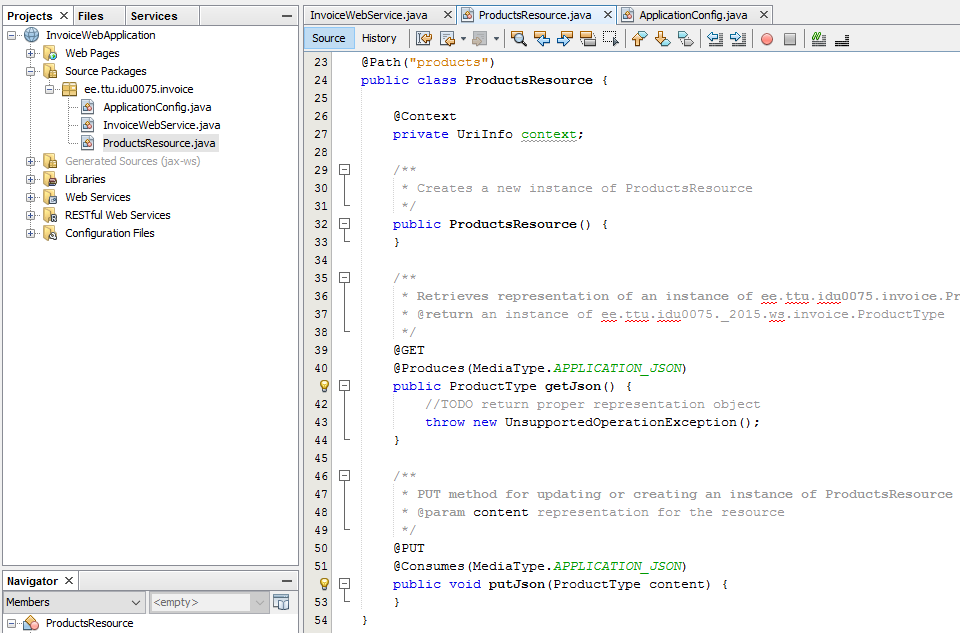 Projects
Files
Services
InvoiceWebApplication
Web Pages
Source Packages
ee.ttu.idu0075.invoice
ApplicationConfig.java
InvoiceWebService.java
ProductsResource.java
Generated Sources (jax-ws)
Libraries
Web Services
RESTful Web Services
Configuration Files
Navigator
Members
<empty>
ProductsResource
InvoiceWebService.java
ProductsResource.java
ApplicationConfig.java
Source
History
23 @Path("products")
24 public class ProductsResource {
25
26 @Context
27 private UriInfo context;
28
29 /**
30 * Creates a new instance of ProductsResource
31 */
32 public ProductsResource() {
33 }
34
35 /**
36 * Retrieves representation of an instance of ee.ttu.idu0075.invoice.Pr
37 * @return an instance of ee.ttu.idu0075._2015.ws.invoice.ProductType
38 */
39 @GET
40 @Produces(MediaType.APPLICATION_JSON)
public ProductType getJson() {
42 //TODO return proper representation object
43 throw new UnsupportedOperationException();
44 }
45
46 /**
47 * PUT method for updating or creating an instance of ProductsResource
48 * @param content representation for the resource
49 */
50 @PUT
51 @Consumes(MediaType.APPLICATION_JSON)
public void putJson(ProductType content) {
53 }
54 }